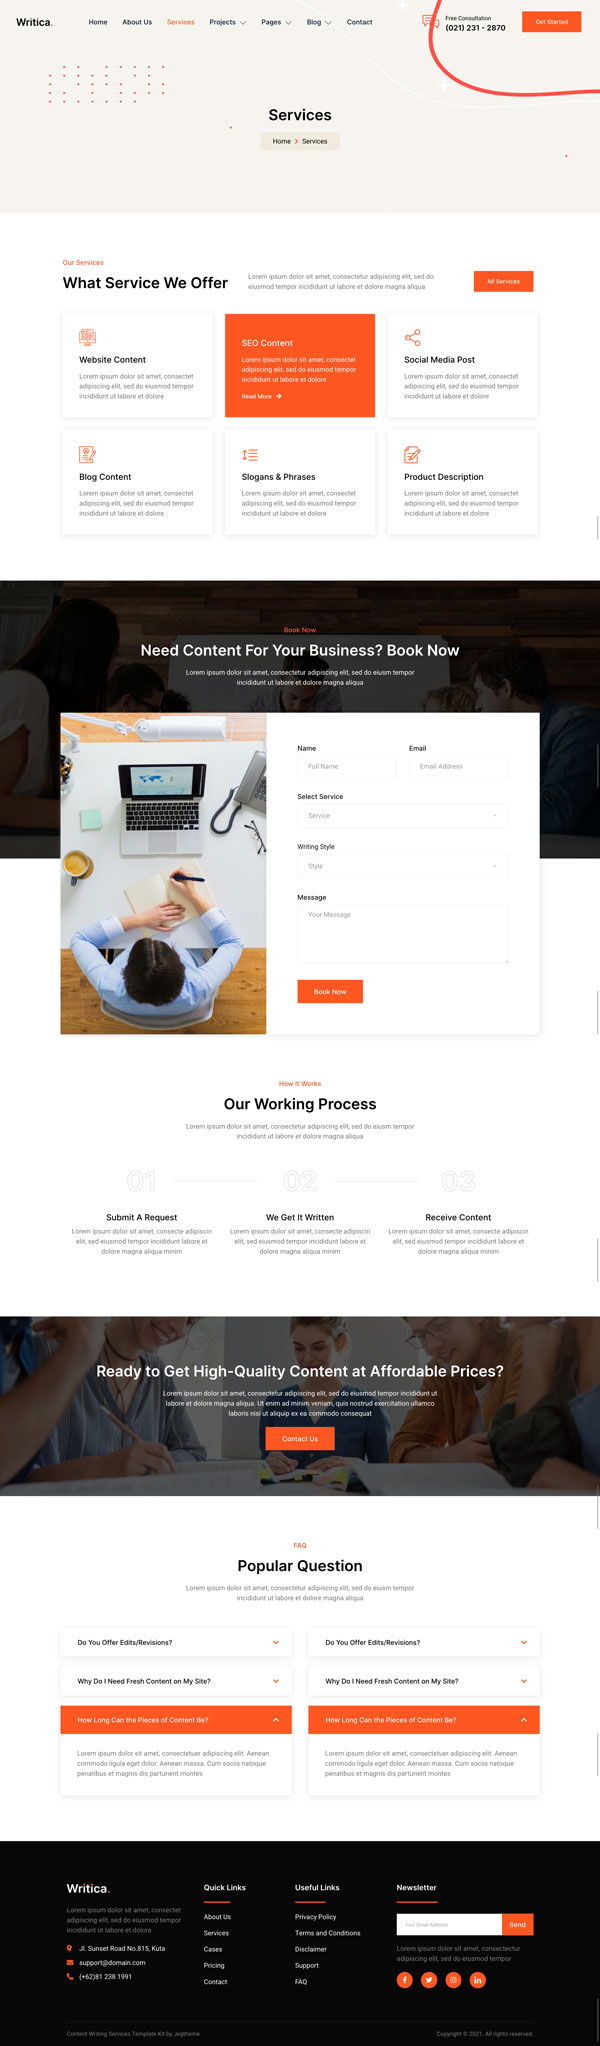 Writica.
Home
About Us
Services
Projects
Pages
Blog
Contact
Free Consultation
(021) 231 - 2870
Get Started
Services
Home
Services
Our Services
What Service We Offer
Lorem ipsum dolor sit amet, consectetur adipiscing elit, sed do
eiusmod tempor incididunt ut labore et dolore magna aliqua
All Services
Website Content
Lorem ipsum dolor sit amet, consectet
adipiscing elit, sed do eiusmod tempor
incididunt ut labore et dolore
SEO Content
Lorem ipsum dolor sit amet, consectet
adipiscing elit, sed do eiusmod tempor
incididunt ut labore et dolore
Read More
Social Media Post
Lorem ipsum dolor sit amet, consectet
adipiscing elit, sed do eiusmod tempor
incididunt ut labore et dolore
Blog Content
Lorem ipsum dolor sit amet, consectet
adipiscing elit, sed do eiusmod tempor
incididunt ut labore et dolore
Slogans & Phrases
Lorem ipsum dolor sit amet, consectet
adipiscing elit, sed do eiusmod tempor
incididunt ut labore et dolore
Product Description
Lorem ipsum dolor sit amet, consectet
adipiscing elit, sed do eiusmod tempor
incididunt ut labore et dolore
Book Now
Need Content For Your Business? Book Now
Lorem ipsum dolor sit amet, consectetur adipiscing elit, sed do eiusm tempor
incididunt ut labore et dolore magna aliqua
Name
Email
Full Name
Email Address
Select Service
Service
Writing Style
Style
Message
Your Message
Book Now
How It Works
Our Working Process
Lorem ipsum dolor sit amet, consectetur adipiscing elit, sed do eiusmod tempor
incididunt ut labore et dolore magna aliqua
01
02
03
Submit A Request
Lorem ipsum dolor sit amet, consecte adipiscin
elit, sed eiusmod tempor incididunt labore et
dolore magna aliqua minim
We Get It Written
Lorem ipsum dolor sit amet, consecte adipiscin
elit, sed eiusmod tempor incididunt labore et
dolore magna aliqua minim
Receive Content
Lorem ipsum dolor sit amet, consecte adipiscin
elit, sed eiusmod tempor incididunt labore et
dolore magna aliqua minim
Ready to Get High-Quality Content at Affordable Prices?
Lorem ipsum dolor sit amet, consectetur adipiscing elit, sed do eiusmod tempor incididunt ut
labore et dolore magna aliqua. Ut enim ad minim veniam, quis nostrud exercitation ullamco
laboris nisi ut aliquip ex ea commodo consequat
Contact Us
FAQ
Popular Question
Lorem ipsum dolor sit amet, consectetur adipiscing elit, sed do eiusmod tempor
incididunt ut labore et dolore magna aliqua
Do You Offer Edits/Revisions?
Why Do I Need Fresh Content on My Site?
How Long Can the Pieces of Content Be?
Lorem ipsum dolor sit amet, consectetuer adipiscing elit. Aenean
commodo ligula eget dolor. Aenean massa. Cum sociis natoque
penatibus et magnis dis parturient montes
Do You Offer Edits/Revisions?
Why Do I Need Fresh Content on My Site?
How Long Can the Pieces of Content Be?
Lorem ipsum dolor sit amet, consectetuer adipiscing elit. Aenean
commodo ligula eget dolor. Aenean massa. Cum sociis natoque
penatibus et magnis dis parturient montes
Writica.
Lorem ipsum dolor sit amet, consectet
adipiscing elit, sed do eiusmod tempor
incididunt ut labore et dolore
Jl. Sunset Road No.815, Kuta
support@domain.com
(+62)81 238 1991
Quick Links
About Us
Services
Cases
Pricing
Contact
Useful Links
Privacy Policy
Terms and Conditions
Disclaimer
Support
FAQ
Newsletter
Your Email Address
Send
Lorem ipsum dolor sit amet, consectectur
adipiscing elit, sed do eiusmod tempor
Content Writing Services Template Kit by Jegtheme
Copyright © 2021. All rights reserved.